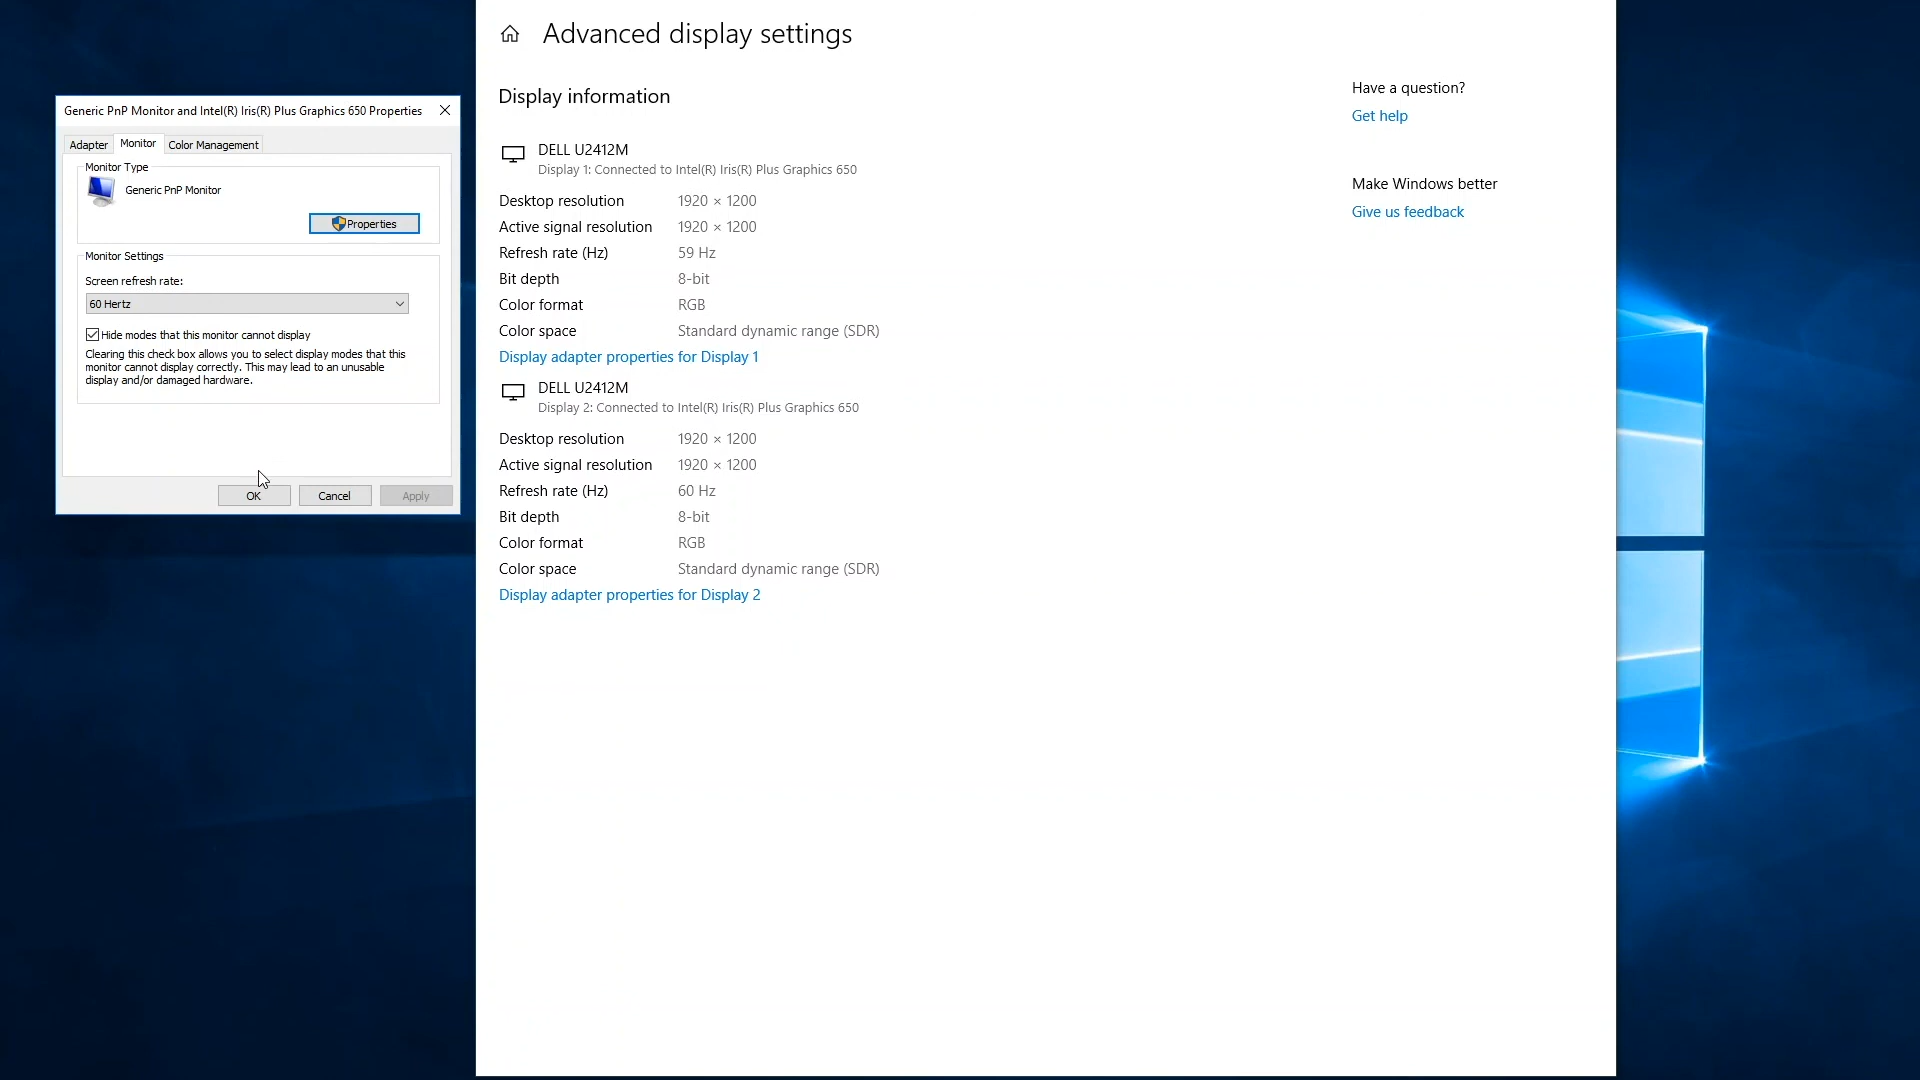 Generic PnP Monitor and Intel(R) Iris(R) Plus Graphics 650 Properties
Adapter
Monitor
Color Management
Monitor Type
Generic PnP Monitor
Properties
Monitor Settings
Screen refresh rate:
60 Hertz
Hide modes that this monitor cannot display
Clearing this check box allows you to select display modes that this
monitor cannot display correctly. This may lead to an unusable
display and/or damaged hardware.
OK
Cancel
Apply
Advanced display settings
Display information
DELL U2412M
Display 1: Connected to Intel(R) Iris(R) Plus Graphics 650
Desktop resolution 1920 × 1200
Active signal resolution 1920 × 1200
Refresh rate (Hz) 59 Hz
Bit depth 8-bit
Color format RGB
Color space Standard dynamic range (SDR)
Display adapter properties for Display 1
DELL U2412M
Display 2: Connected to Intel(R) Iris(R) Plus Graphics 650
Desktop resolution 1920 × 1200
Active signal resolution 1920 × 1200
Refresh rate (Hz) 60 Hz
Bit depth 8-bit
Color format RGB
Color space Standard dynamic range (SDR)
Display adapter properties for Display 2
Have a question?
Get help
Make Windows better
Give us feedback